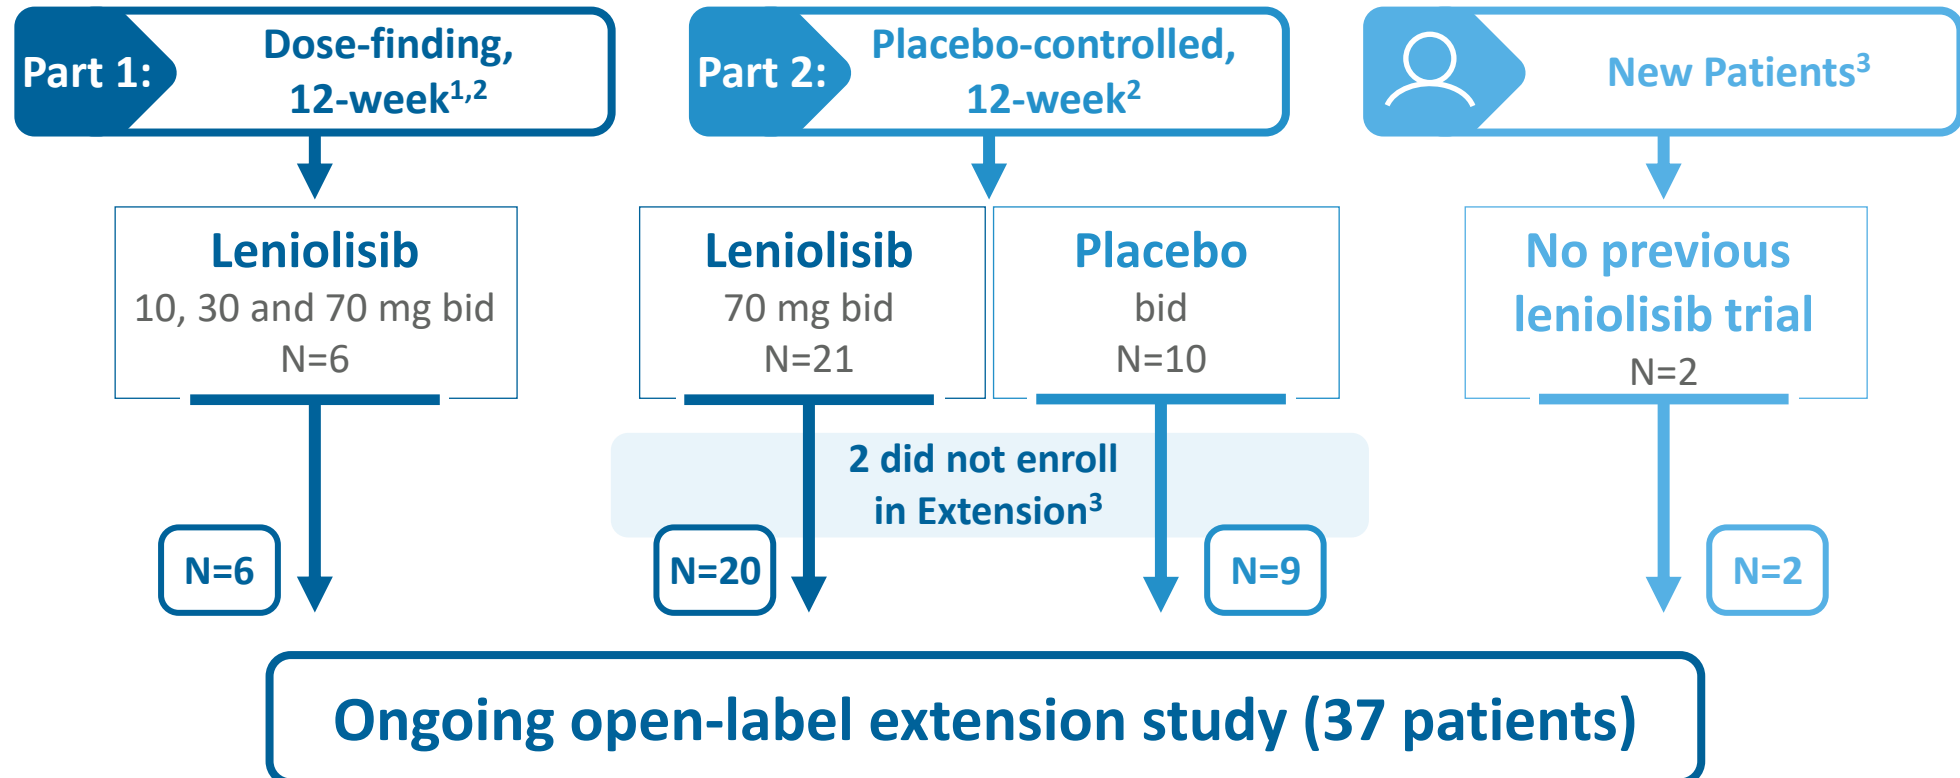 Part 1:
Dose-finding,
12-week1,2
Part 2:
Placebo-controlled,
12-week2
New Patients3
Leniolisib
10, 30 and 70 mg bid
N=6
Leniolisib
70 mg bid
N=21
Placebo
bid
N=10
No previous
leniolisib trial
N=2
2 did not enroll
in Extension3
N=6
N=20
N=9
N=2
Ongoing open-label extension study (37 patients)